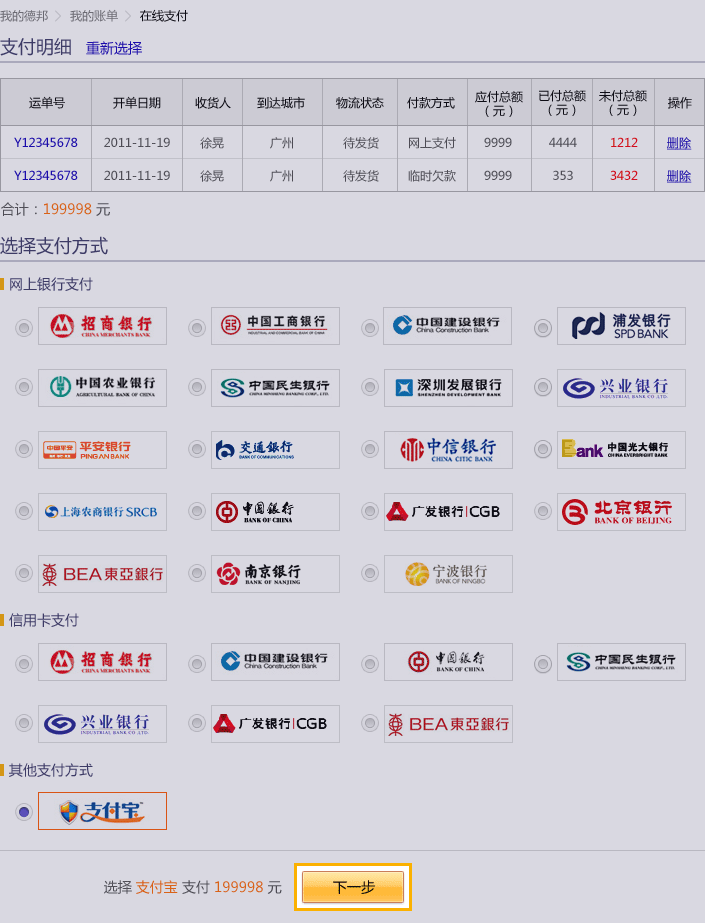 我的德邦 > 我的账单 > 在线支付
支付明细 重新选择
运单号 开单日期 收货人 到达城市 物流状态 付款方式 应付总额（元） 已付总额（元） 未付总额（元） 操作
Y12345678 2011-11-19 徐晃 广州 待发货 网上支付 9999 4444 1212 删除
Y12345678 2011-11-19 徐晃 广州 待发货 临时欠款 9999 353 3432 删除
合计：199998 元
选择支付方式
网上银行支付
招商银行 CHINA MERCHANTS BANK 中国工商银行 INDUSTRIAL AND COMMERCIAL BANK OF CHINA 中国建设银行 China Construction Bank 浦发银行 SPD BANK
中国农业银行 AGRICULTURAL BANK OF CHINA 中国民生银行 CHINA MINSHENG BANKING CORP., LTD. 深圳发展银行 SHENZHEN DEVELOPMENT BANK 兴业银行 INDUSTRIAL BANK CO.,LTD.
中国平安 平安银行 PINGAN BANK 交通银行 BANK OF COMMUNICATIONS 中信银行 CHINA CITIC BANK Bank 中国光大银行 CHINA EVERBRIGHT BANK
上海农商银行 SRCB 中国银行 BANK OF CHINA 广发银行|CGB 北京银行 BANK OF BEIJING
BEA東亞銀行 南京银行 BANK OF NANJING 宁波银行 BANK OF NINGBO
信用卡支付
招商银行 CHINA MERCHANTS BANK 中国建设银行 China Construction Bank 中国银行 BANK OF CHINA 中国民生银行 CHINA MINSHENG BANKING CORP., LTD.
兴业银行 INDUSTRIAL BANK CO.,LTD. 广发银行|CGB BEA東亞銀行
其他支付方式
支付宝
选择 支付宝 支付 199998 元 下一步